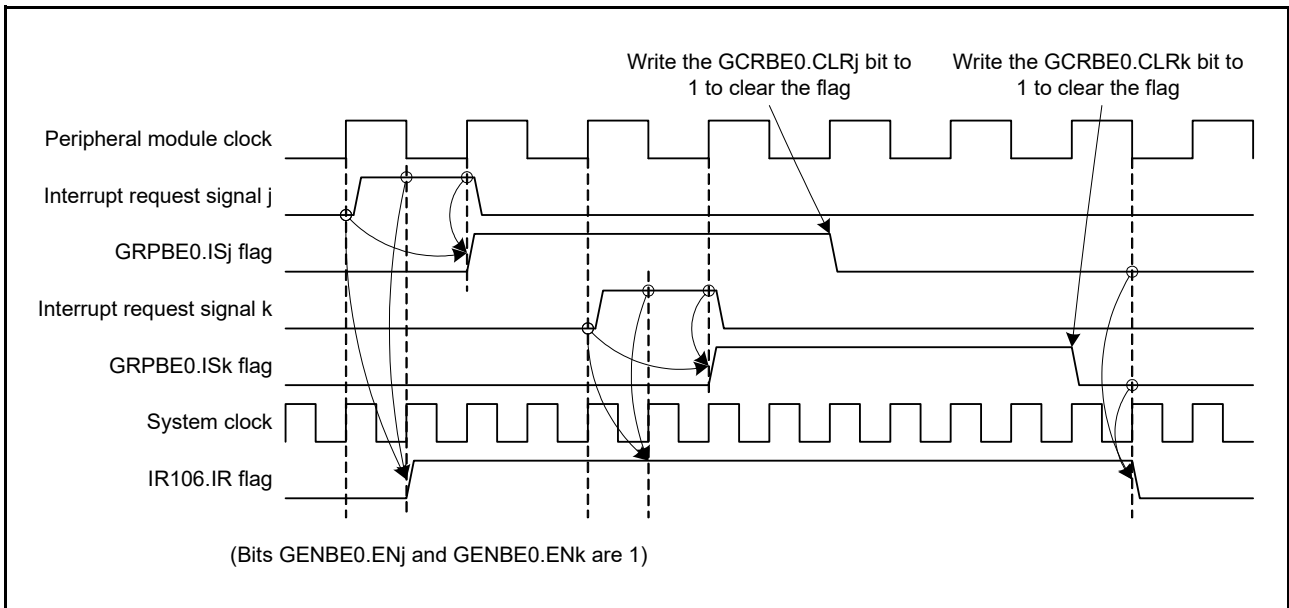 Write the GCRBE0.CLRj bit to
1 to clear the flag
Write the GCRBE0.CLRk bit to
1 to clear the flag
Peripheral module clock
Interrupt request signal j
GRPBE0.ISj flag
Interrupt request signal k
GRPBE0.ISk flag
System clock
IR106.IR flag
(Bits GENBE0.ENj and GENBE0.ENk are 1)